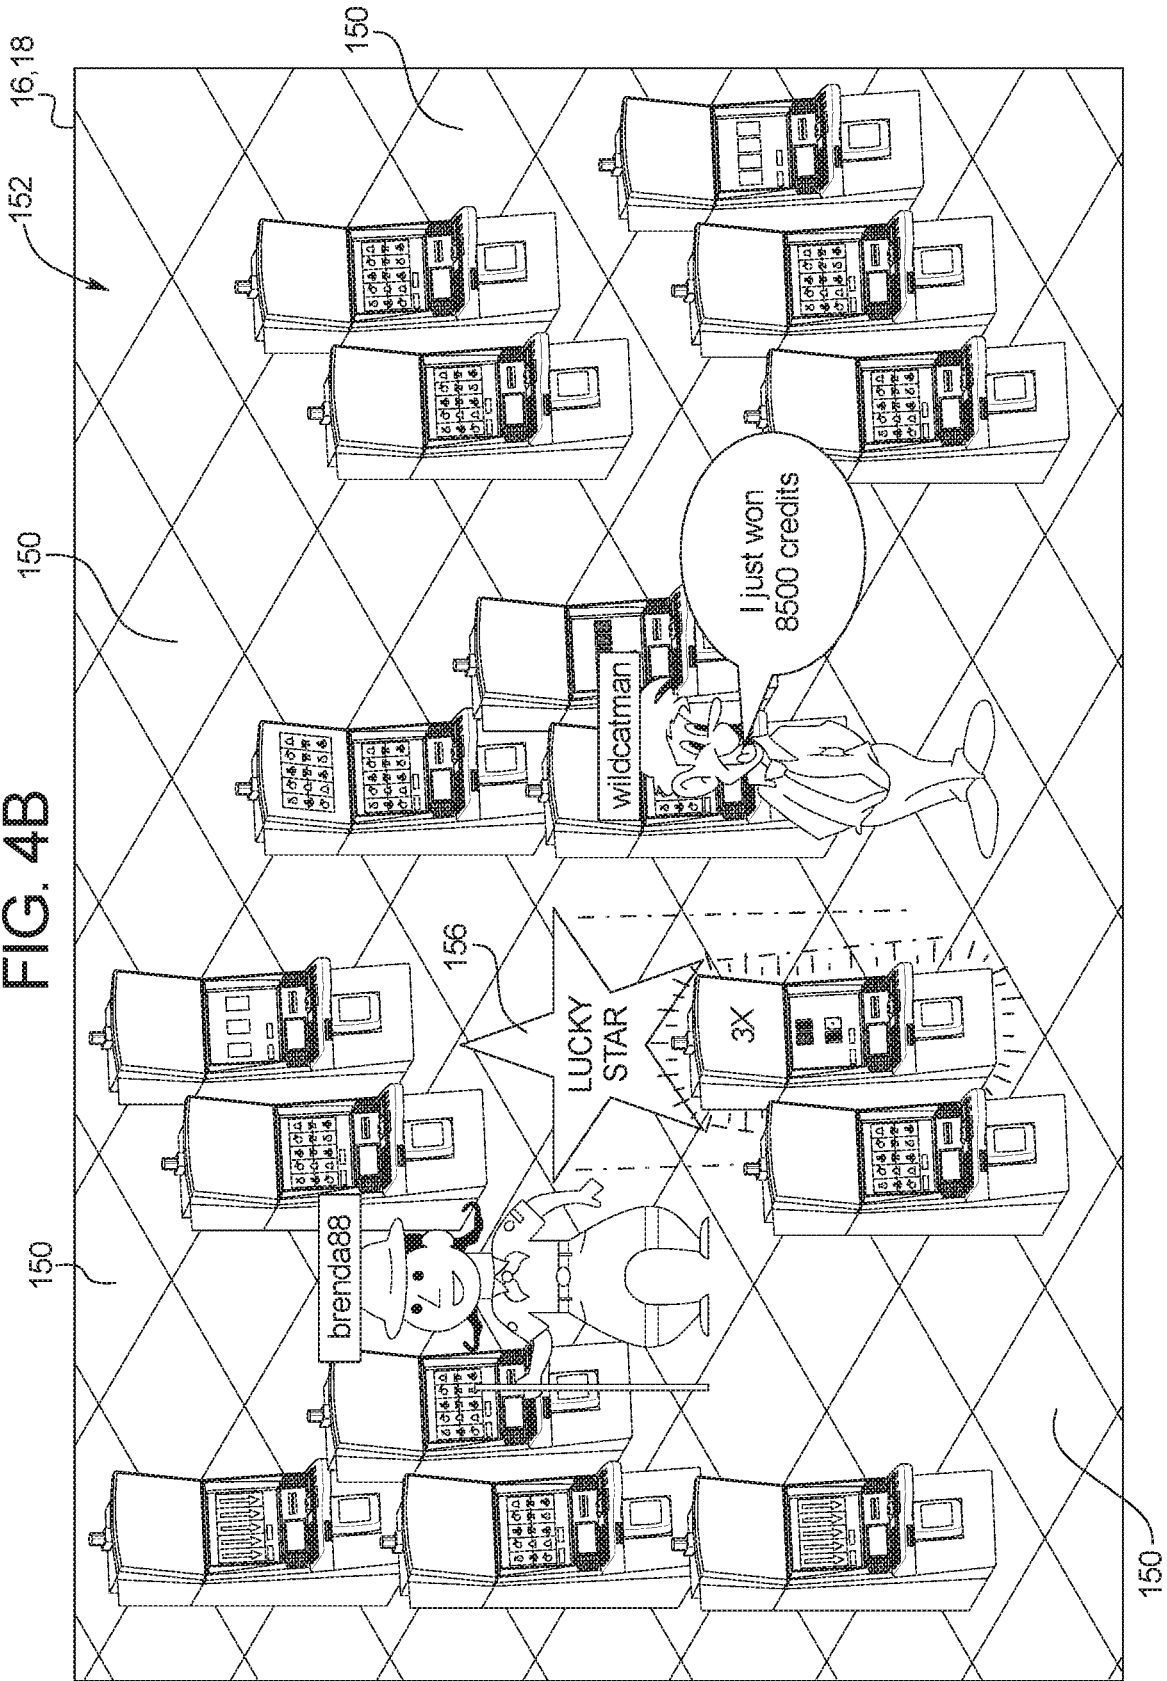 FIG. 4B
16,18
152
150
150
150
150
brenda88
156
LUCKY
STAR
3X
wildcatman
I just won
8500 credits